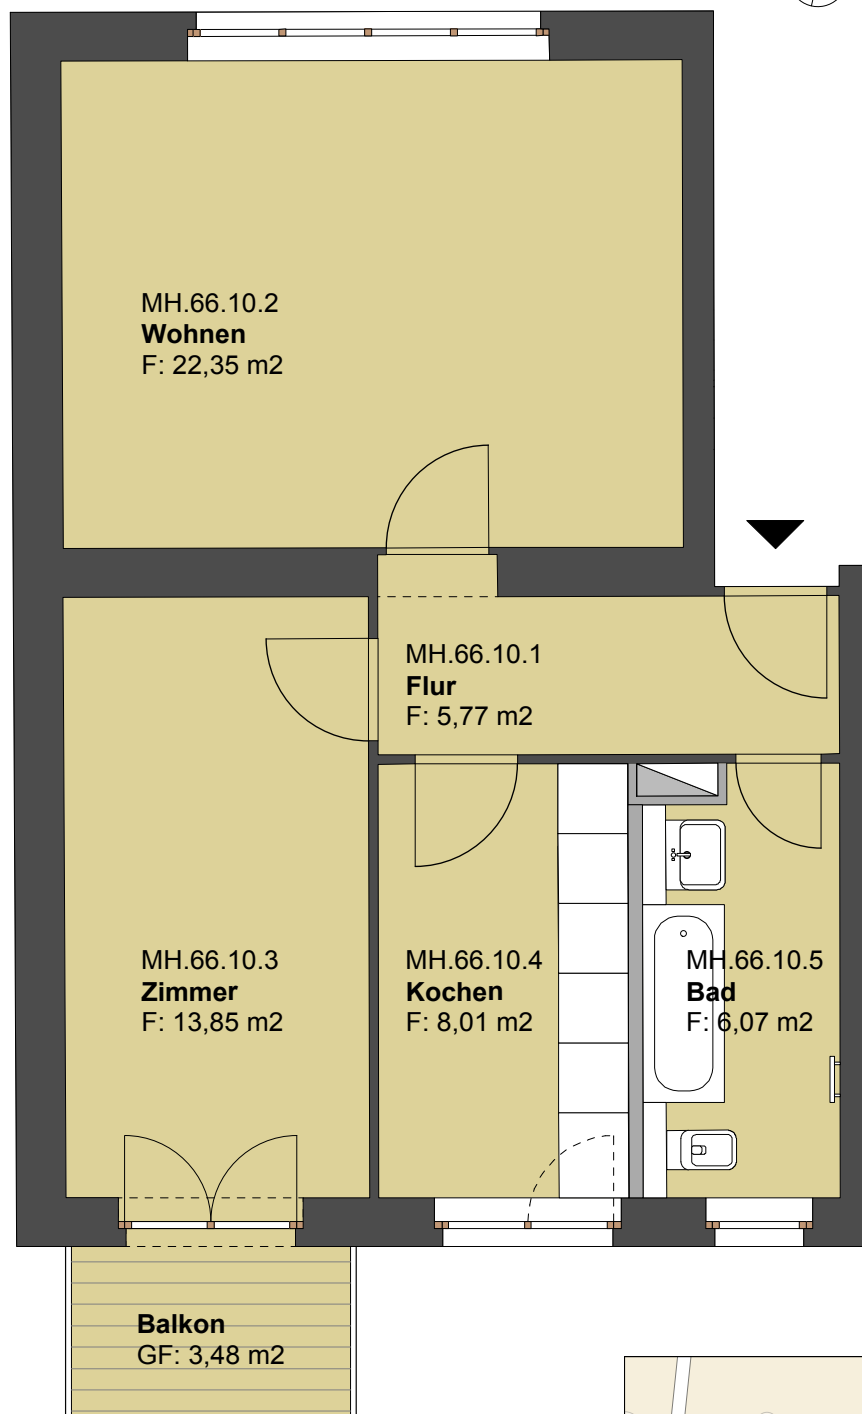 MH.66.10.2
Wohnen
F: 22,35 m2
MH.66.10.1
Flur
F: 5,77 m2
MH.66.10.3
Zimmer
F: 13,85 m2
MH.66.10.4
Kochen
F: 8,01 m2
MH.66.10.5
Bad
F: 6,07 m2
Balkon
GF: 3,48 m2